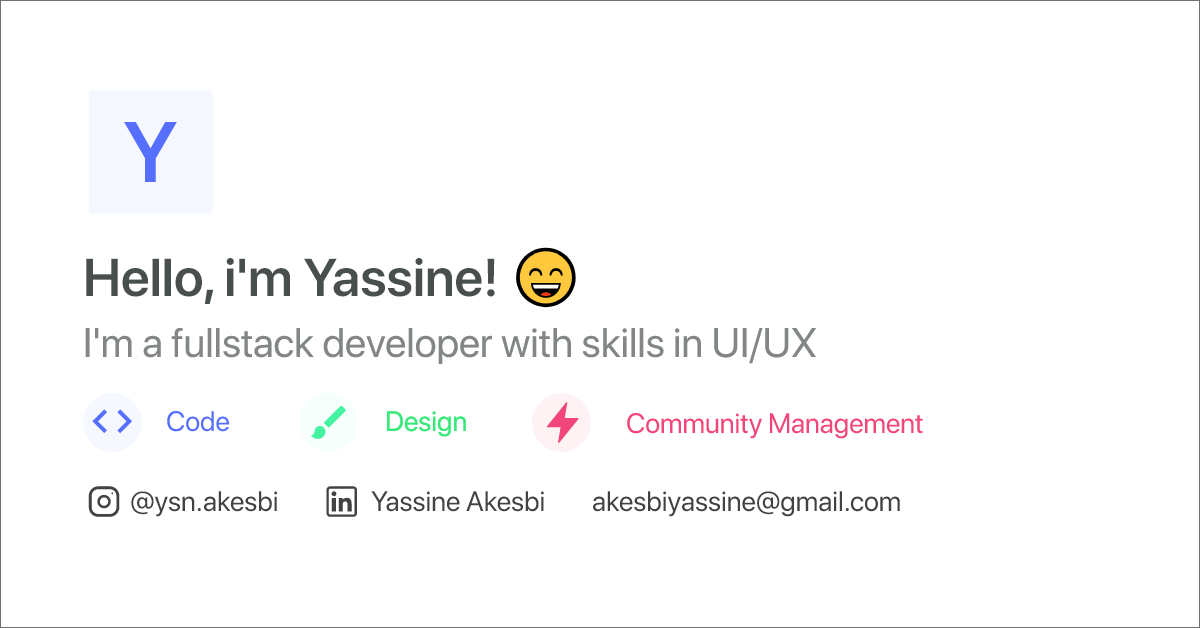 Y
Hello, i'm Yassine!
I'm a fullstack developer with skills in UI/UX
Code Design Community Management
@ysn.akesbi in Yassine Akesbi akesbiyassine@gmail.com